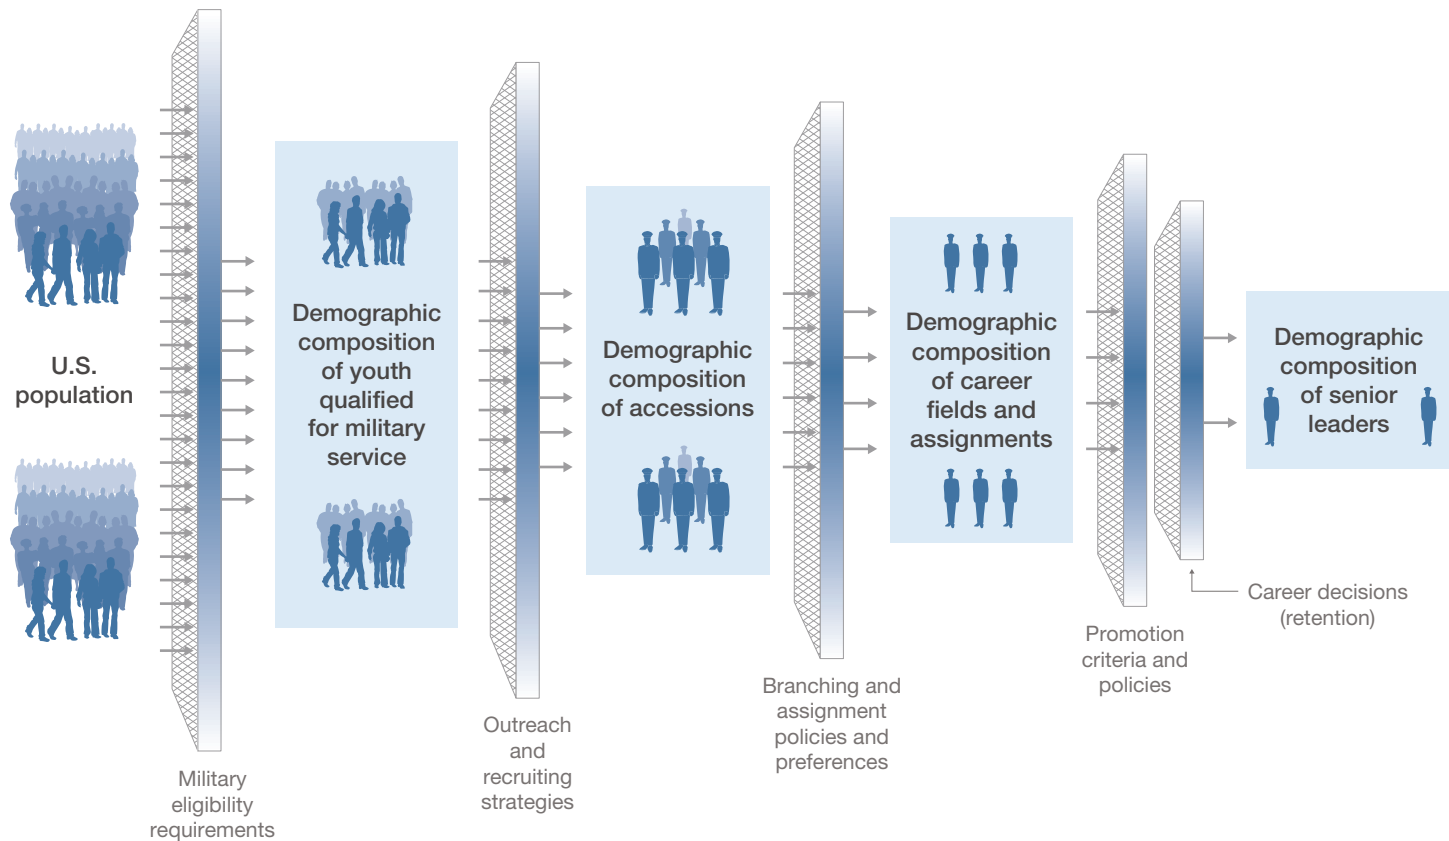 U.S.
population
Military
eligibility
requirements
Demographic
composition
of youth
qualified
for military
service
Outreach
and
recruiting
strategies
Demographic
composition
of accessions
Branching and
assignment
policies and
preferences
Demographic
composition
of career
fields and
assignments
Promotion
criteria and
policies
Career decisions
(retention)
Demographic
composition
of senior
leaders